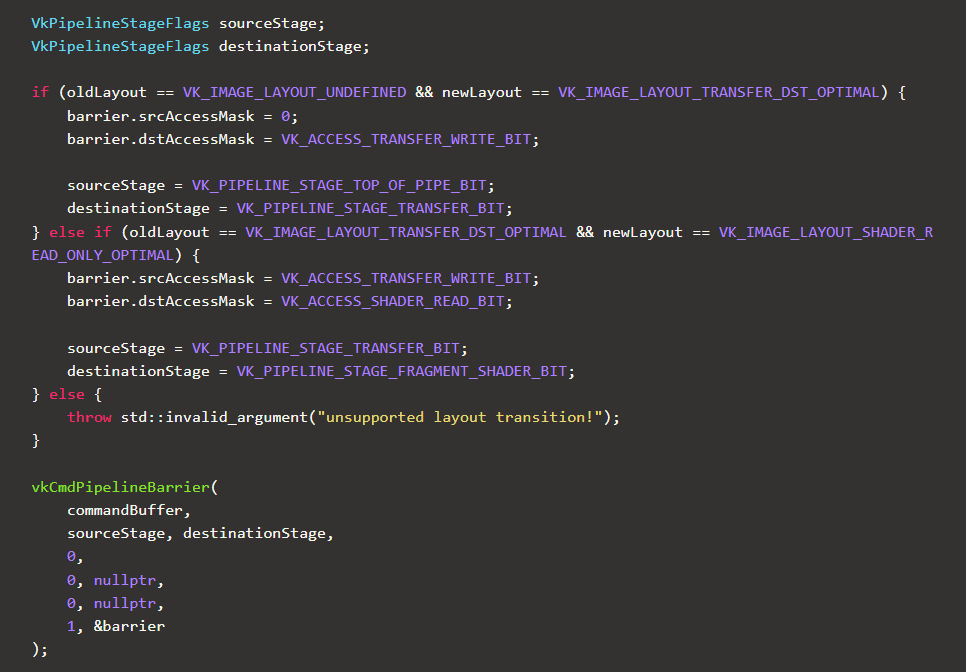 VkPipelineStageFlags sourceStage;
VkPipelineStageFlags destinationStage;

if (oldLayout == VK_IMAGE_LAYOUT_UNDEFINED && newLayout == VK_IMAGE_LAYOUT_TRANSFER_DST_OPTIMAL) {
    barrier.srcAccessMask = 0;
    barrier.dstAccessMask = VK_ACCESS_TRANSFER_WRITE_BIT;

    sourceStage = VK_PIPELINE_STAGE_TOP_OF_PIPE_BIT;
    destinationStage = VK_PIPELINE_STAGE_TRANSFER_BIT;
} else if (oldLayout == VK_IMAGE_LAYOUT_TRANSFER_DST_OPTIMAL && newLayout == VK_IMAGE_LAYOUT_SHADER_R
EAD_ONLY_OPTIMAL) {
    barrier.srcAccessMask = VK_ACCESS_TRANSFER_WRITE_BIT;
    barrier.dstAccessMask = VK_ACCESS_SHADER_READ_BIT;

    sourceStage = VK_PIPELINE_STAGE_TRANSFER_BIT;
    destinationStage = VK_PIPELINE_STAGE_FRAGMENT_SHADER_BIT;
} else {
    throw std::invalid_argument("unsupported layout transition!");
}

vkCmdPipelineBarrier(
    commandBuffer,
    sourceStage, destinationStage,
    0,
    0, nullptr,
    0, nullptr,
    1, &barrier
);